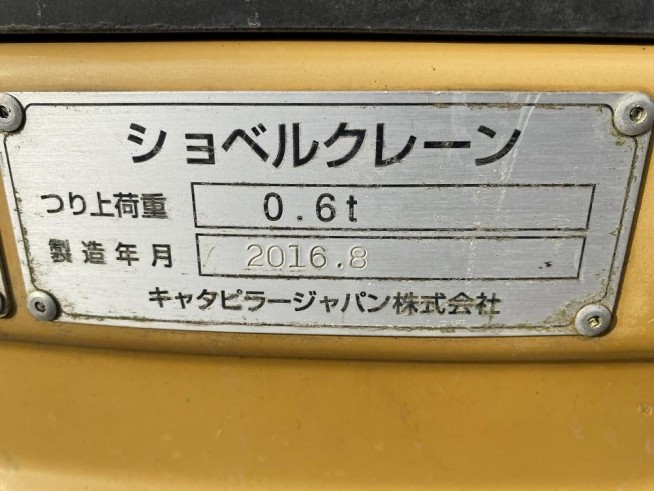 ショベルクレーン
つり上荷重 0.6t
製造年月 2016.8
キャタピラージャパン株式会社